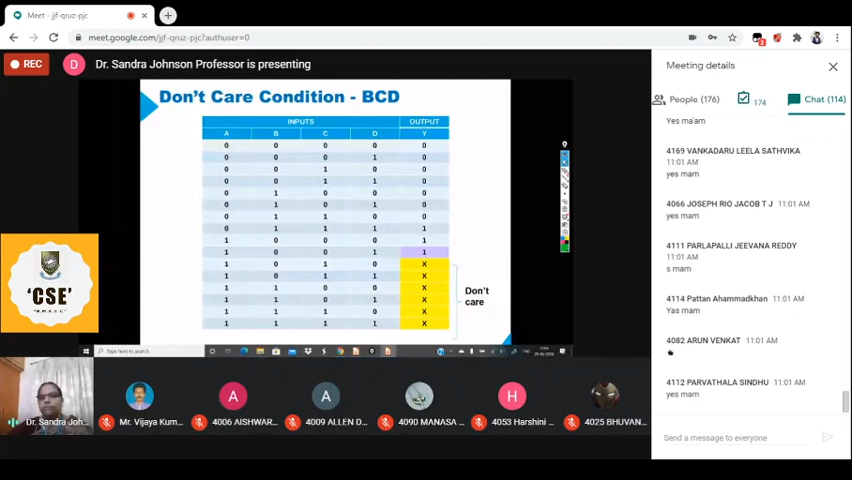 Meet - jjf-qruz-pjc
meet.google.com/jjf-qruz-pjc?authuser=0
2
REC
D
Dr. Sandra Johnson Professor is presenting
Don't Care Condition - BCD
INPUTS OUTPUT
A B C D Y
0 0 0 0 0
0 0 0 1 0
0 0 1 0 0
0 0 1 1 0
0 1 0 0 0
0 1 0 1 0
0 1 1 0 0
0 1 1 1 1
1 0 0 0 1
1 0 0 1 1
1 0 1 0 X
1 0 1 1 X
1 1 0 0 X
1 1 0 1 X
1 1 1 0 X
1 1 1 1 X
Don't
care
'CSE'
Type here to search
Dr. Sandra Joh...
Mr. Vijaya Kum...
A
4006 AISHWAR...
A
4009 ALLEN D...
4090 MANASA ...
H
4053 Harshini ...
4025 BHUVAN...
Meeting details
People (176)
174
Chat (114)
Yes ma'am
4169 VANKADARU LEELA SATHVIKA
11:01 AM
yes mam
4066 JOSEPH RIO JACOB T J 11:01 AM
yes mam
4111 PARLAPALLI JEEVANA REDDY
11:01 AM
s mam
4114 Pattan Ahammadkhan 11:01 AM
Yas mam
4082 ARUN VENKAT 11:01 AM
4112 PARVATHALA SINDHU 11:01 AM
yes mam
Send a message to everyone